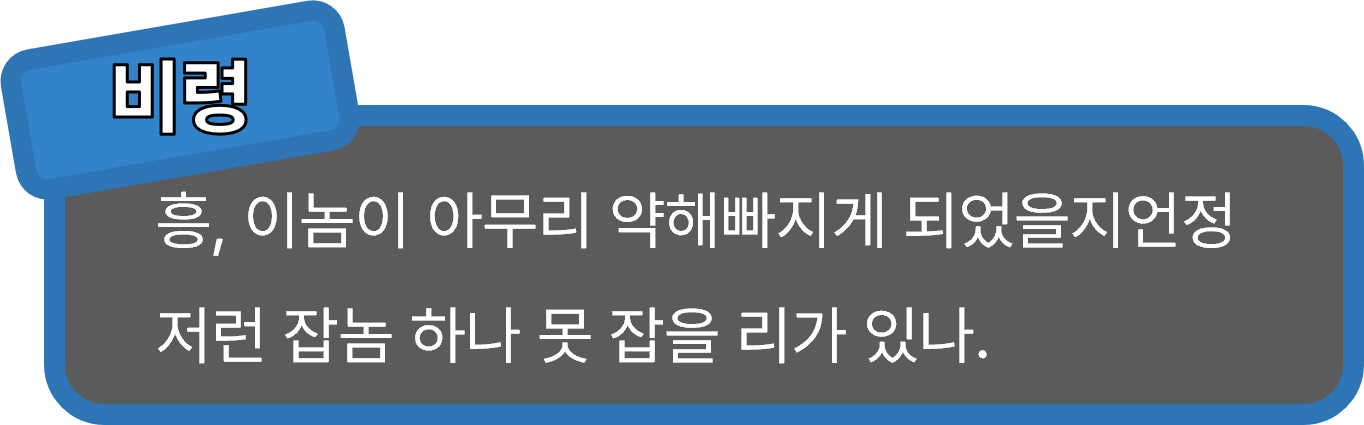 비령
흥, 이놈이 아무리 약해빠지게 되었을지언정
저런 잡놈 하나 못 잡을 리가 있나.